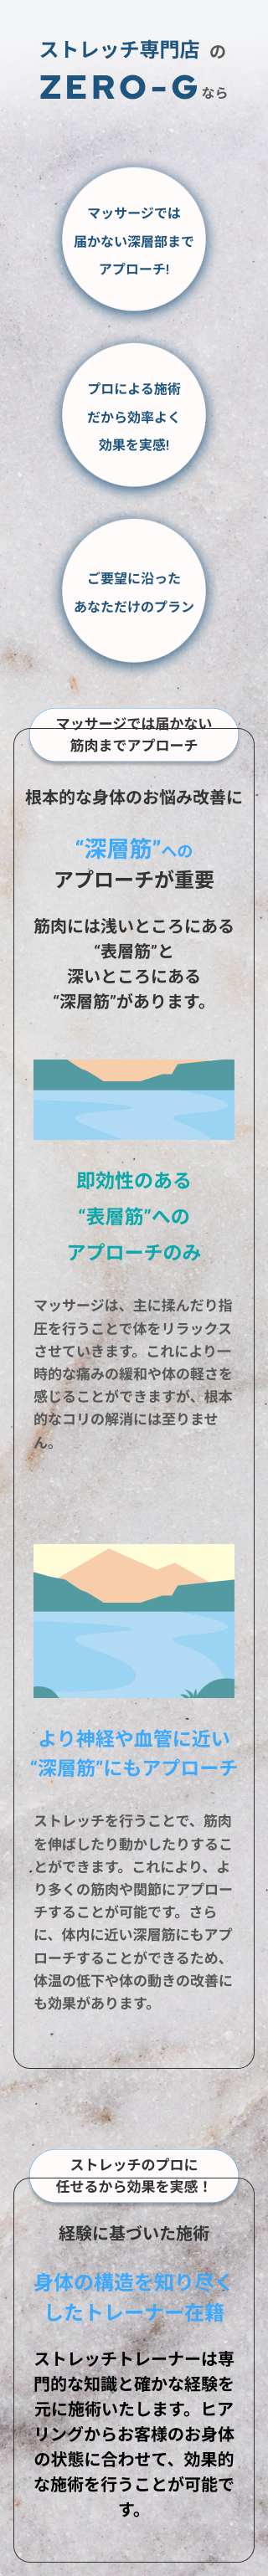 ストレッチ専門店 の
ZERO-Gなら
マッサージでは
届かない深層部まで
アプローチ!
プロによる施術
だから効率よく
効果を実感!
ご要望に沿った
あなただけのプラン
マッサージでは届かない
筋肉までアプローチ
根本的な身体のお悩み改善に
“深層筋”への
アプローチが重要
筋肉には浅いところにある
“表層筋”と
深いところにある
“深層筋”があります。
即効性のある
“表層筋”への
アプローチのみ
マッサージは、主に揉んだり指
圧を行うことで体をリラックス
させていきます。これにより一
時的な痛みの緩和や体の軽さを
感じることができますが、根本
的なコリの解消には至りませ
ん。
より神経や血管に近い
“深層筋”にもアプローチ
ストレッチを行うことで、筋肉
を伸ばしたり動かしたりするこ
とができます。これにより、よ
り多くの筋肉や関節にアプロー
チすることが可能です。さら
に、体内に近い深層筋にもアプ
ローチすることができるため、
体温の低下や体の動きの改善に
も効果があります。
ストレッチのプロに
任せるから効果を実感！
経験に基づいた施術
身体の構造を知り尽く
したトレーナー在籍
ストレッチトレーナーは専
門的な知識と確かな経験を
元に施術いたします。ヒア
リングからお客様のお身体
の状態に合わせて、効果的
な施術を行うことが可能で
す。